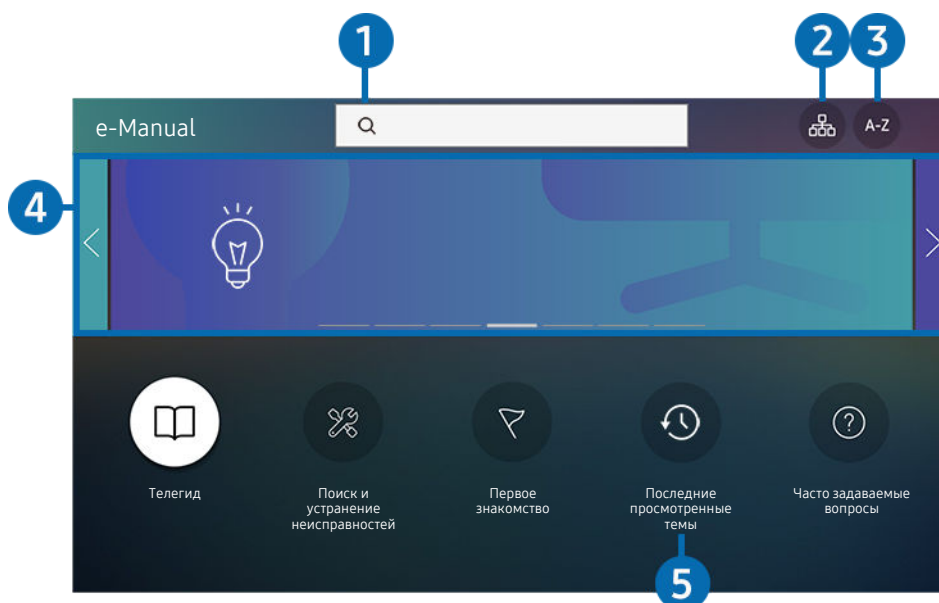 1
2
3
e-Manual
A-Z
4
Телегид
Поиск и
устранение
неисправностей
Первое
знакомство
Последние
просмотренные
темы
Часто задаваемые
вопросы
5